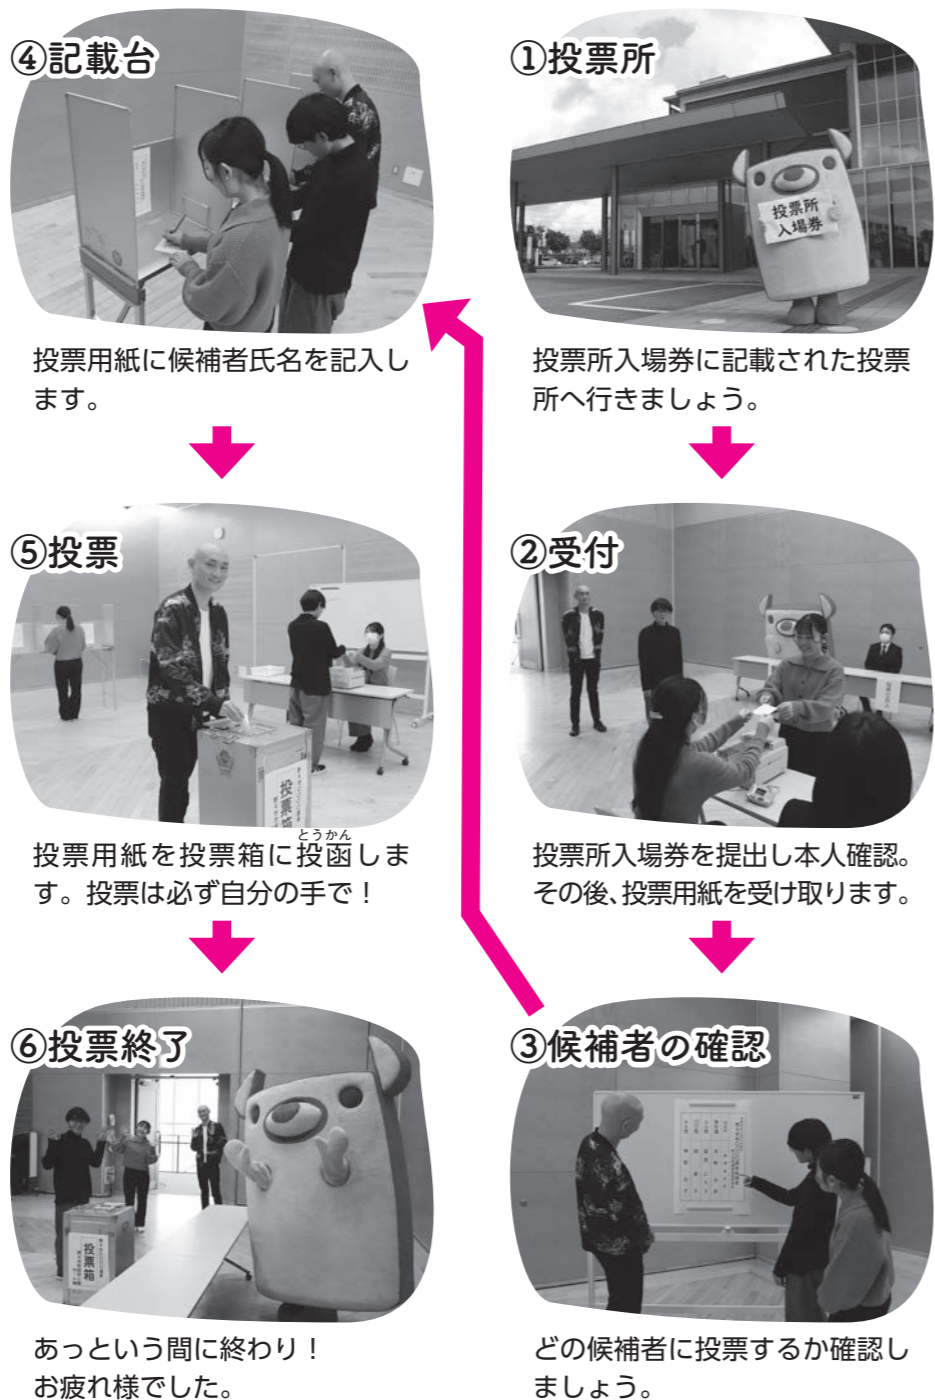 ①投票所
投票所
入場券
投票所入場券に記載された投票
所へ行きましょう。
②受付
投票所入場券を提出し本人確認。
その後、投票用紙を受け取ります。
③候補者の確認
どの候補者に投票するか確認し
ましょう。
④記載台
投票用紙に候補者氏名を記入し
ます。
⑤投票
投票箱
とうかん
投票用紙を投票箱に投函しま
す。投票は必ず自分の手で！
⑥投票終了
投票箱
あっという間に終わり！
お疲れ様でした。